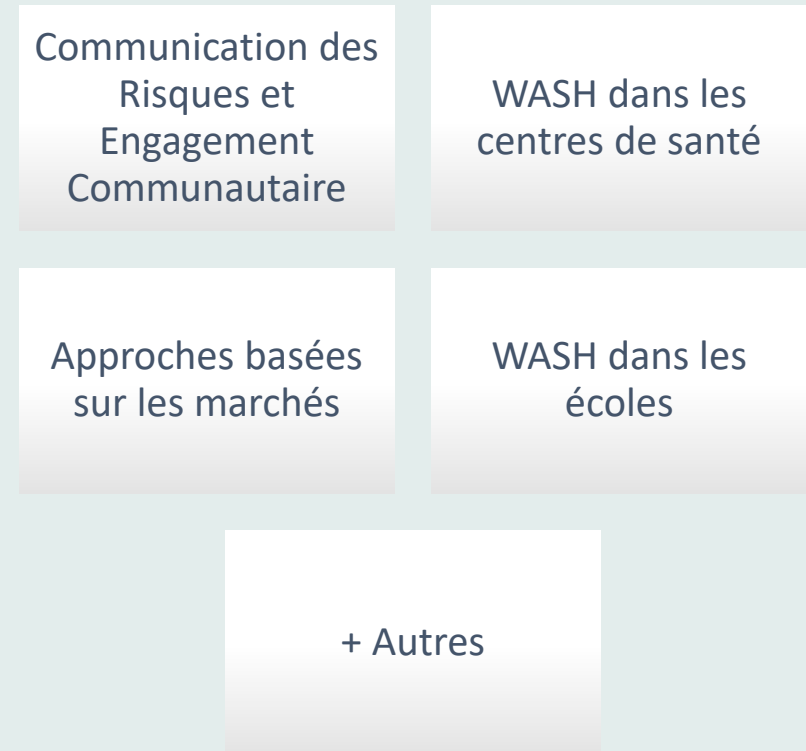 Communication des
Risques et
Engagement
Communautaire
WASH dans les
centres de santé
Approches basées
sur les marchés
WASH dans les
écoles
+ Autres